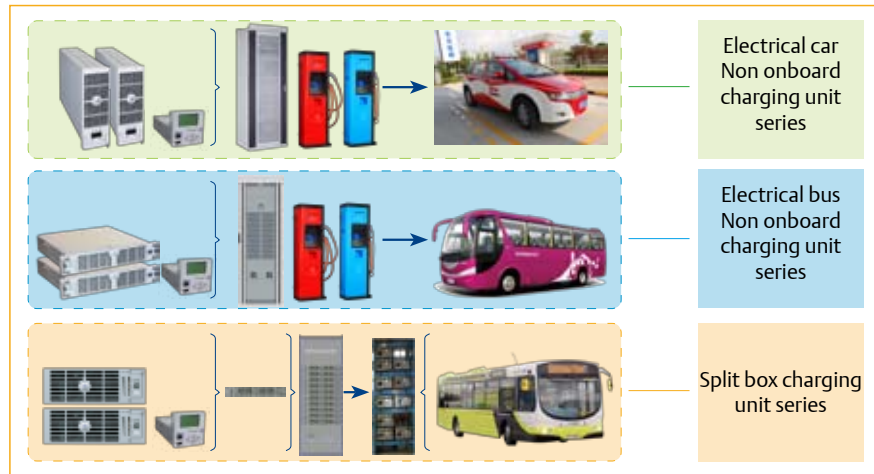 Electrical car
Non onboard
charging unit
series
Electrical bus
Non onboard
charging unit
series
Split box charging
unit series